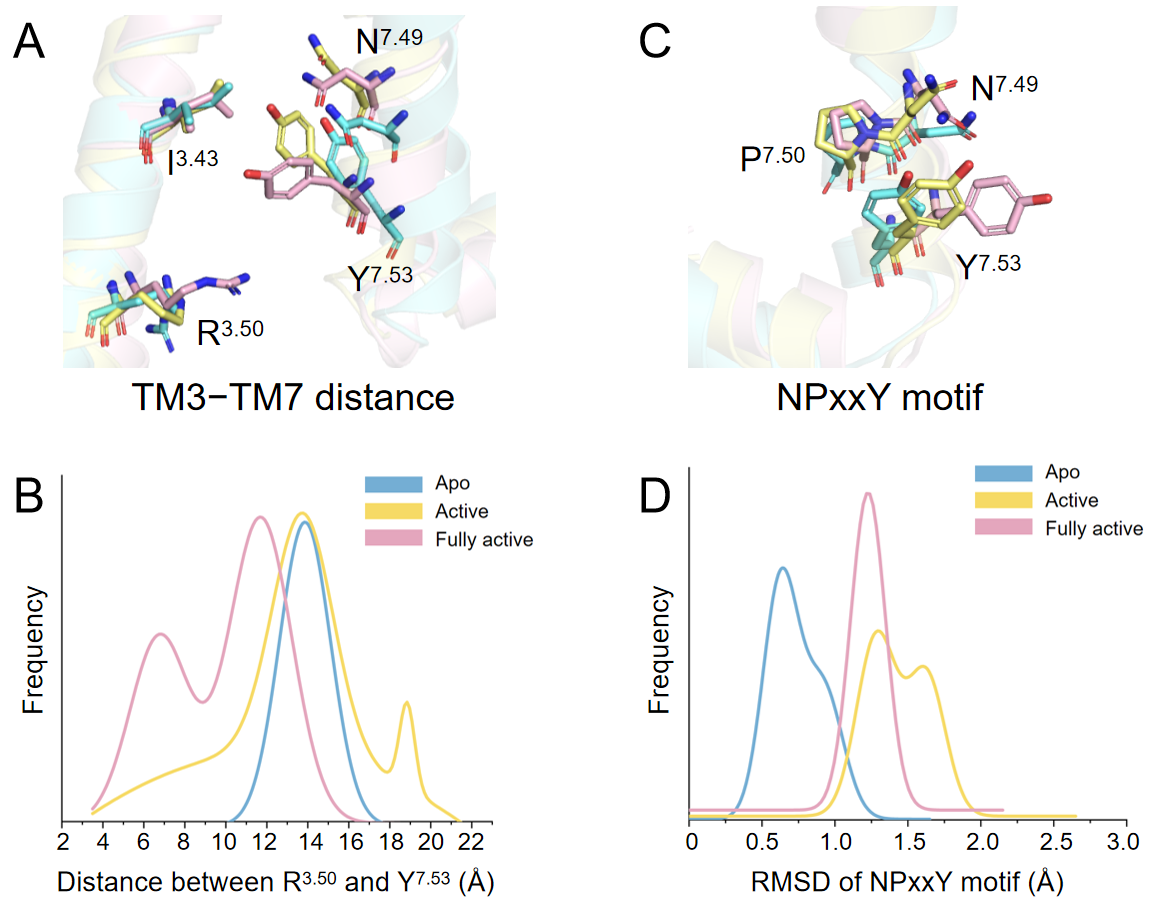 A
N7.49
I3.43
Y7.53
R3.50
TM3−TM7 distance
C
N7.49
P7.50
Y7.53
NPxxY motif
B
Apo
Active
Fully active
Frequency
2 4 6 8 10 12 14 16 18 20 22
Distance between R3.50 and Y7.53 (Å)
D
Apo
Active
Fully active
Frequency
0 0.5 1.0 1.5 2.0 2.5 3.0
RMSD of NPxxY motif (Å)